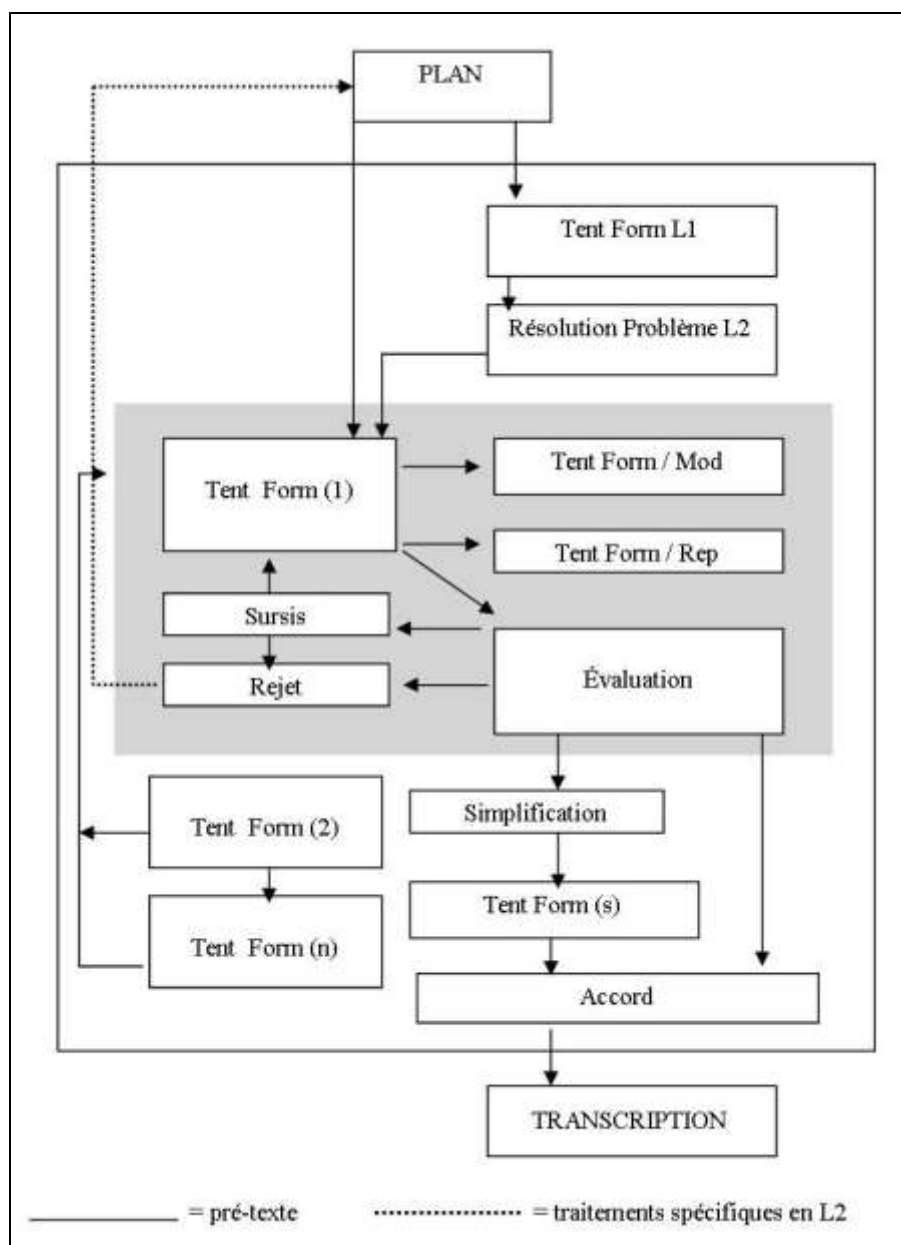 PLAN
Tent Form L1
Résolution Problème L2
Tent Form (1)
Tent Form / Mod
Tent Form / Rep
Sursis
Rejet
Évaluation
Tent Form (2)
Simplification
Tent Form (s)
Tent Form (n)
Accord
TRANSCRIPTION
= pré-texte
= traitements spécifiques en L2